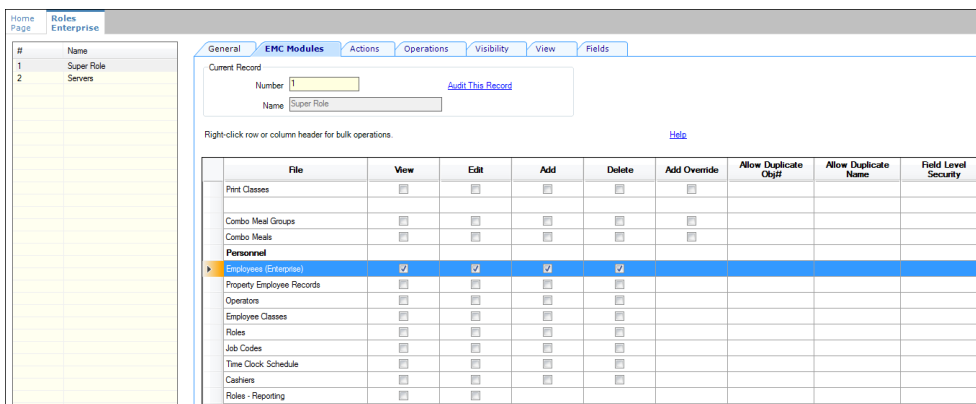 Home Page
Roles Enterprise
# Name
1 Super Role
2 Servers
General EMC Modules Actions Operations Visibility View Fields
Current Record
Number 1 Audit This Record
Name Super Role
Right-click row or column header for bulk operations. Help
File View Edit Add Delete Add Override Allow Duplicate Obj# Allow Duplicate Name Field Level Security
Print Classes
Combo Meal Groups
Combo Meals
Personnel
Employees (Enterprise)
Property Employee Records
Operators
Employee Classes
Roles
Job Codes
Time Clock Schedule
Cashiers
Roles - Reporting